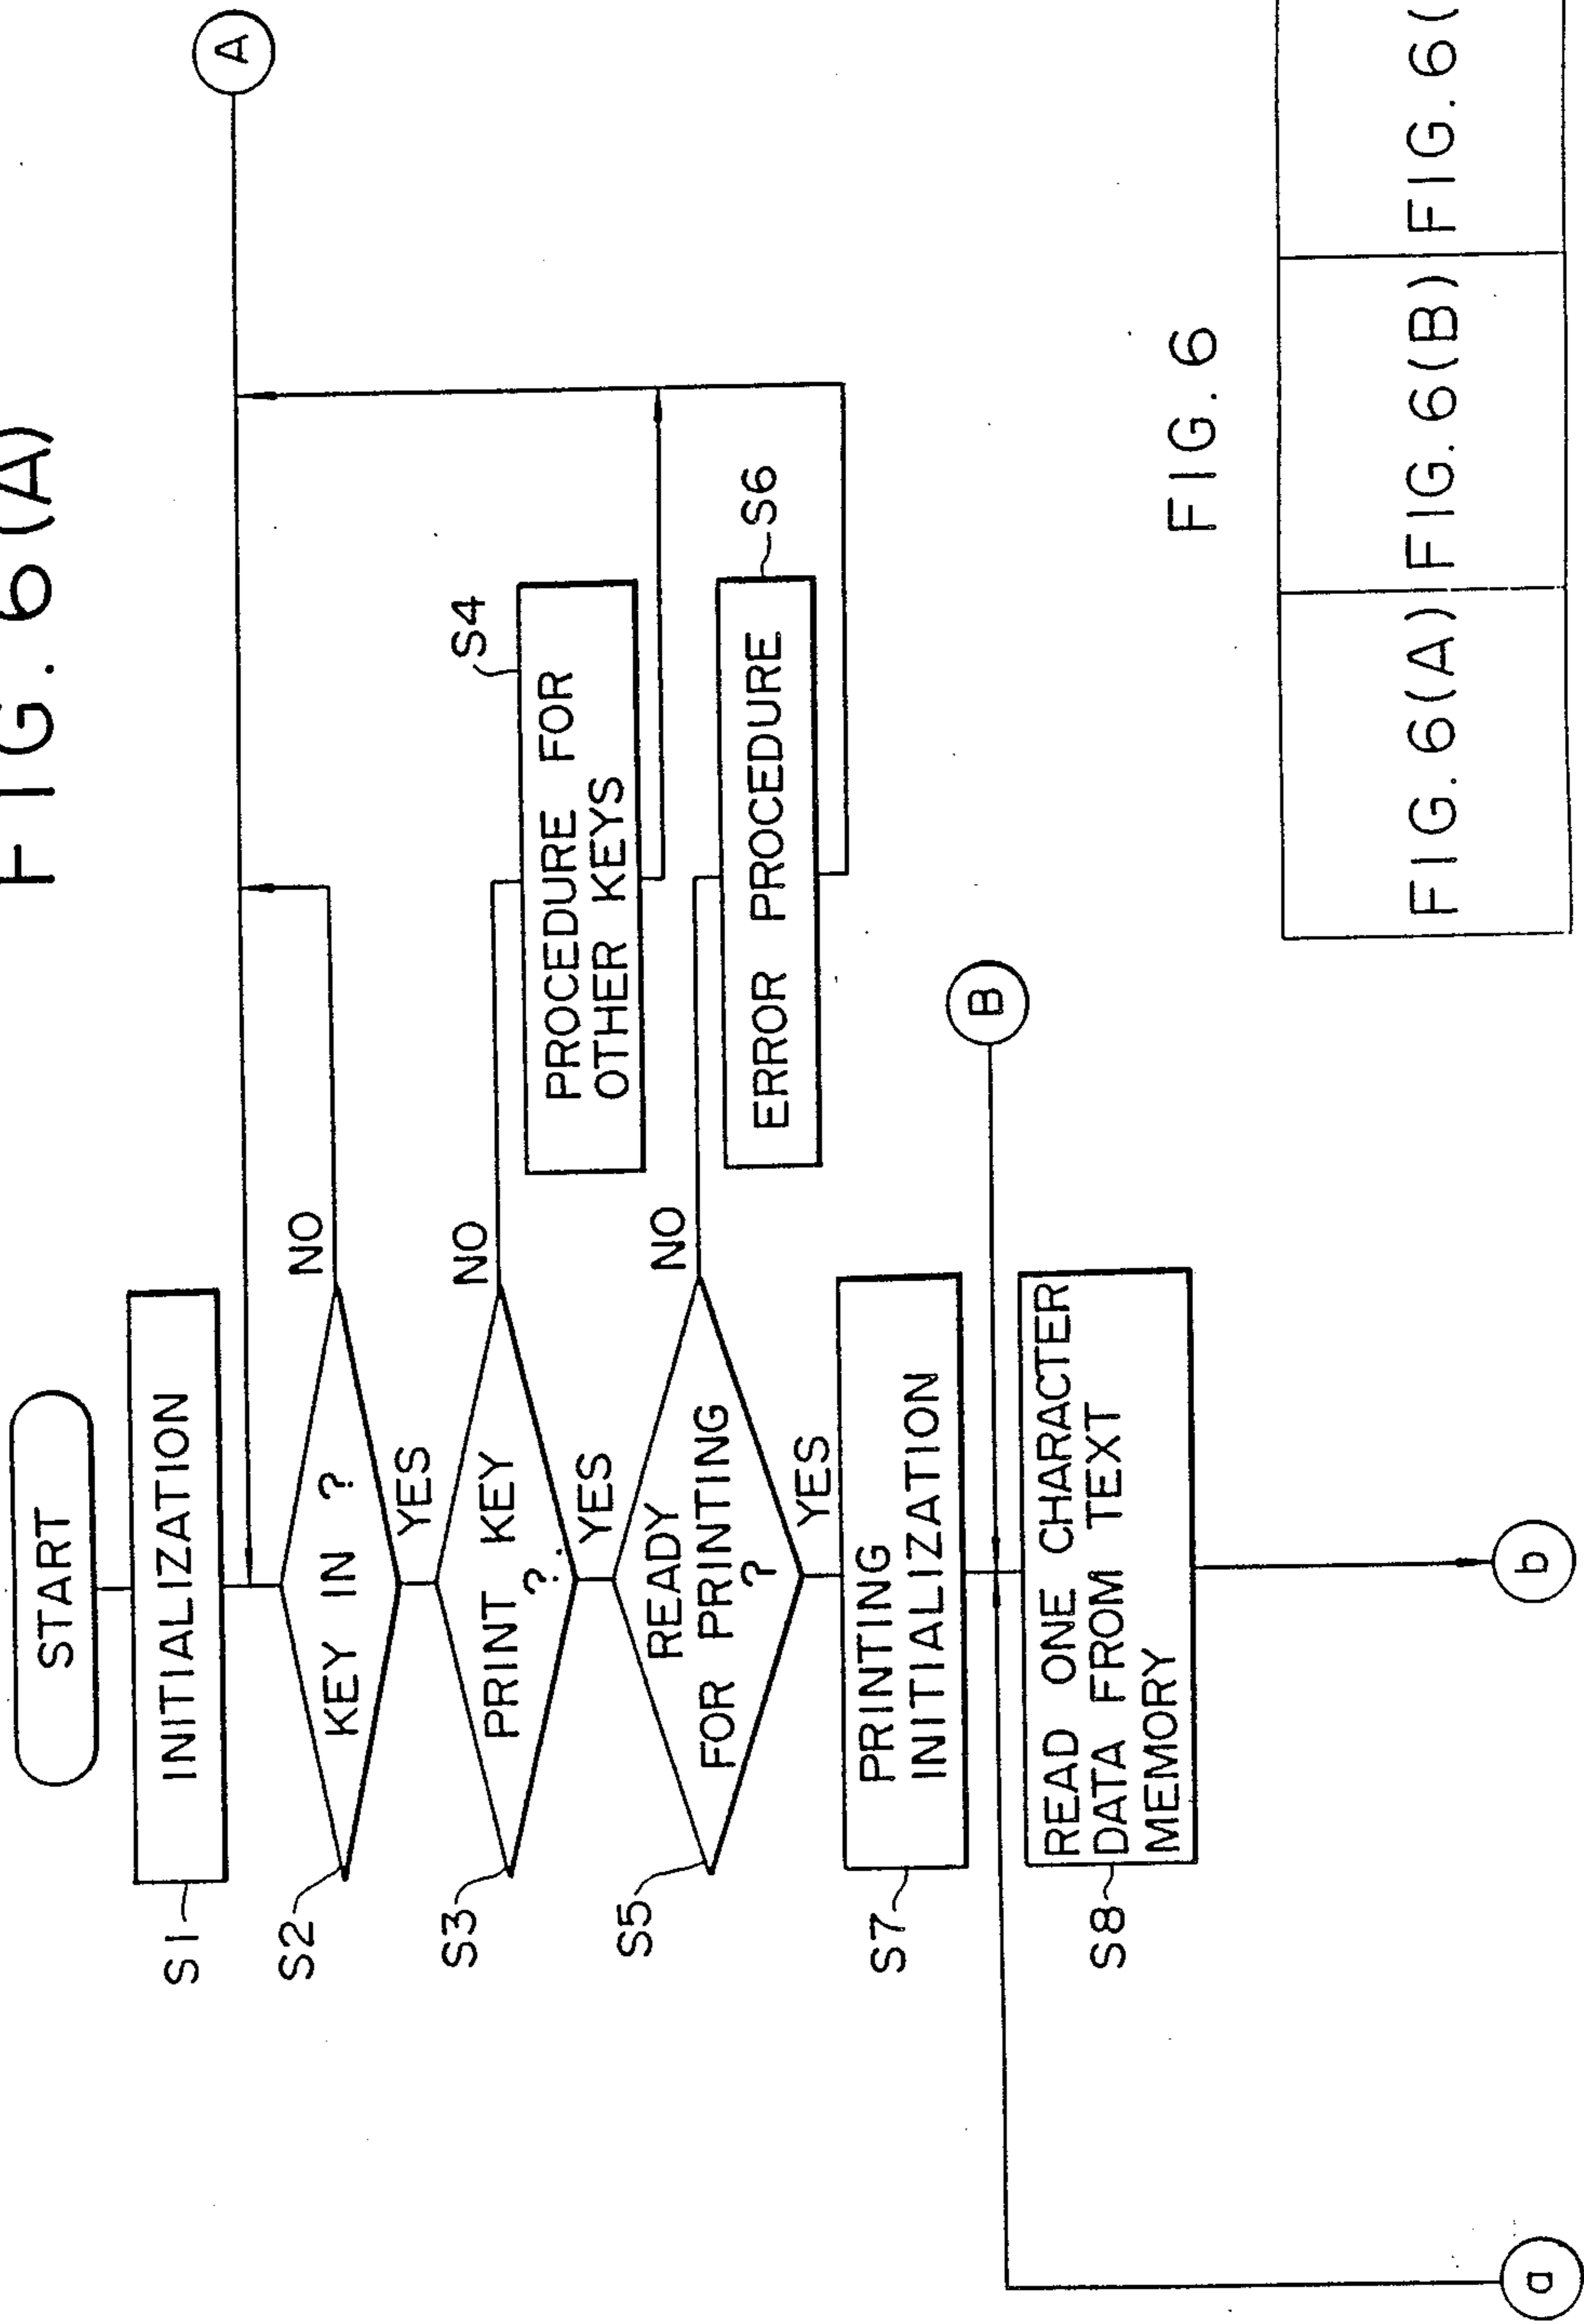 FIG. 6(A)
START
S1
INITIALIZATION
A
S2
KEY IN ?
NO
YES
S3
PRINT KEY
?
NO
YES
S4
PROCEDURE FOR
OTHER KEYS
S5
READY
FOR PRINTING
?
NO
YES
S6
ERROR PROCEDURE
S7
PRINTING
INITIALIZATION
B
S8
READ ONE CHARACTER
DATA FROM TEXT
MEMORY
a
b
FIG. 6
FIG. 6(A) FIG. 6(B) FIG. 6(